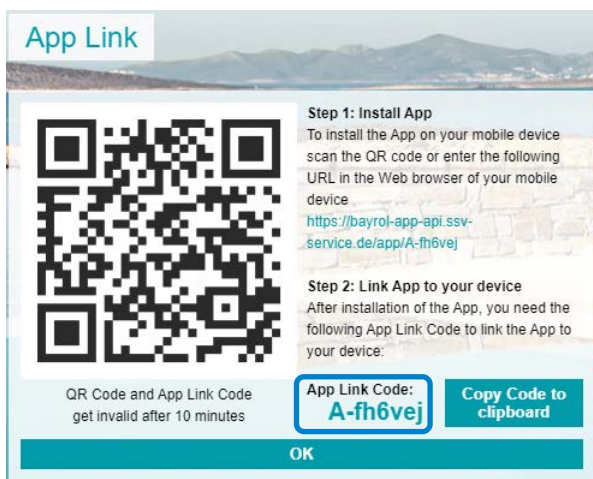 App Link
Step 1: Install App
To install the App on your mobile device
scan the QR code or enter the following
URL in the Web browser of your mobile
device
https://bayrol-app-api.ssv-
service.de/app/A-fh6vej
Step 2: Link App to your device
After installation of the App, you need the
following App Link Code to link the App to
your device:
QR Code and App Link Code
get invalid after 10 minutes
App Link Code:
A-fh6vej
Copy Code to
clipboard
OK